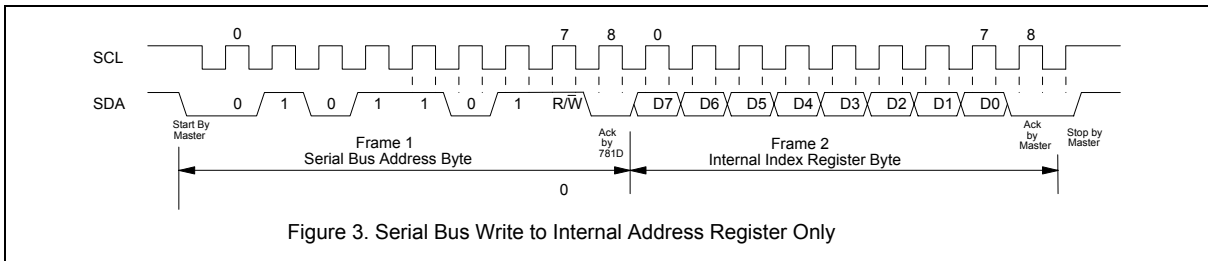 0 7 8 0 7 8
SCL
SDA 0 1 0 1 1 0 1 R/W̅ D7 D6 D5 D4 D3 D2 D1 D0
Start By
Master
Ack
by
781D
Ack
by
Master
Stop by
Master
Frame 1
Serial Bus Address Byte
Frame 2
Internal Index Register Byte
0
Figure 3. Serial Bus Write to Internal Address Register Only